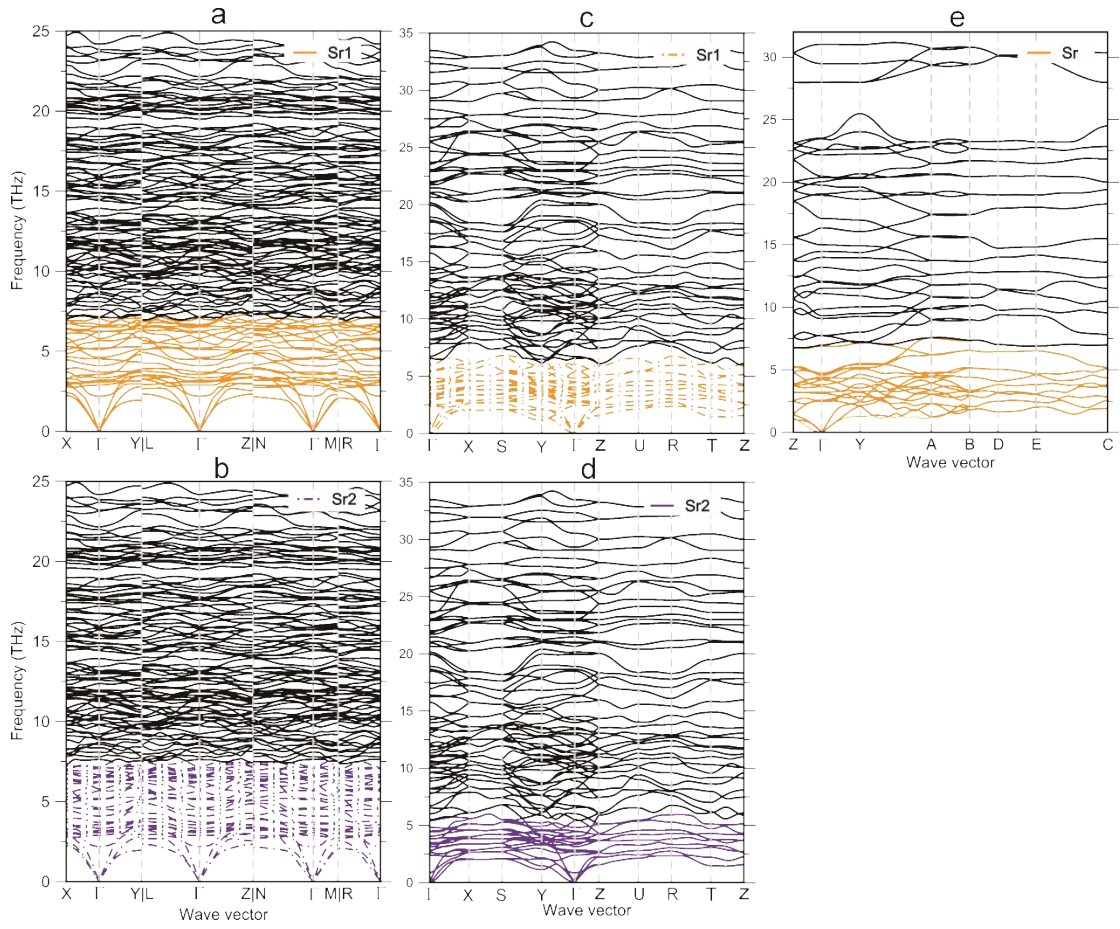 a
25
20
15
10
5
0
Frequency (THz)
Sr1
X Γ Y|L Γ Z|N Γ M|R Γ
c
35
30
25
20
15
10
5
0
Sr1
Γ X S Y Γ Z U R T Z
e
30
25
20
15
10
5
0
Sr
Z Γ Y A B D E C
Wave vector
b
25
20
15
10
5
0
Frequency (THz)
Sr2
X Γ Y|L Γ Z|N Γ M|R Γ
Wave vector
d
35
30
25
20
15
10
5
0
Sr2
Γ X S Y Γ Z U R T Z
Wave vector